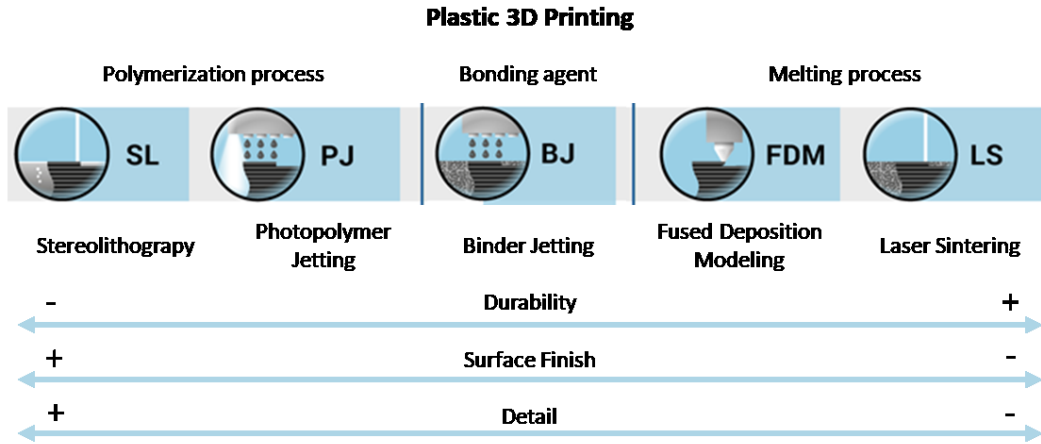 Plastic 3D Printing
Polymerization process
Bonding agent
Melting process
SL
PJ
BJ
FDM
LS
Stereolithograpy
Photopolymer
Jetting
Binder Jetting
Fused Deposition
Modeling
Laser Sintering
- Durability +
+ Surface Finish -
+ Detail -